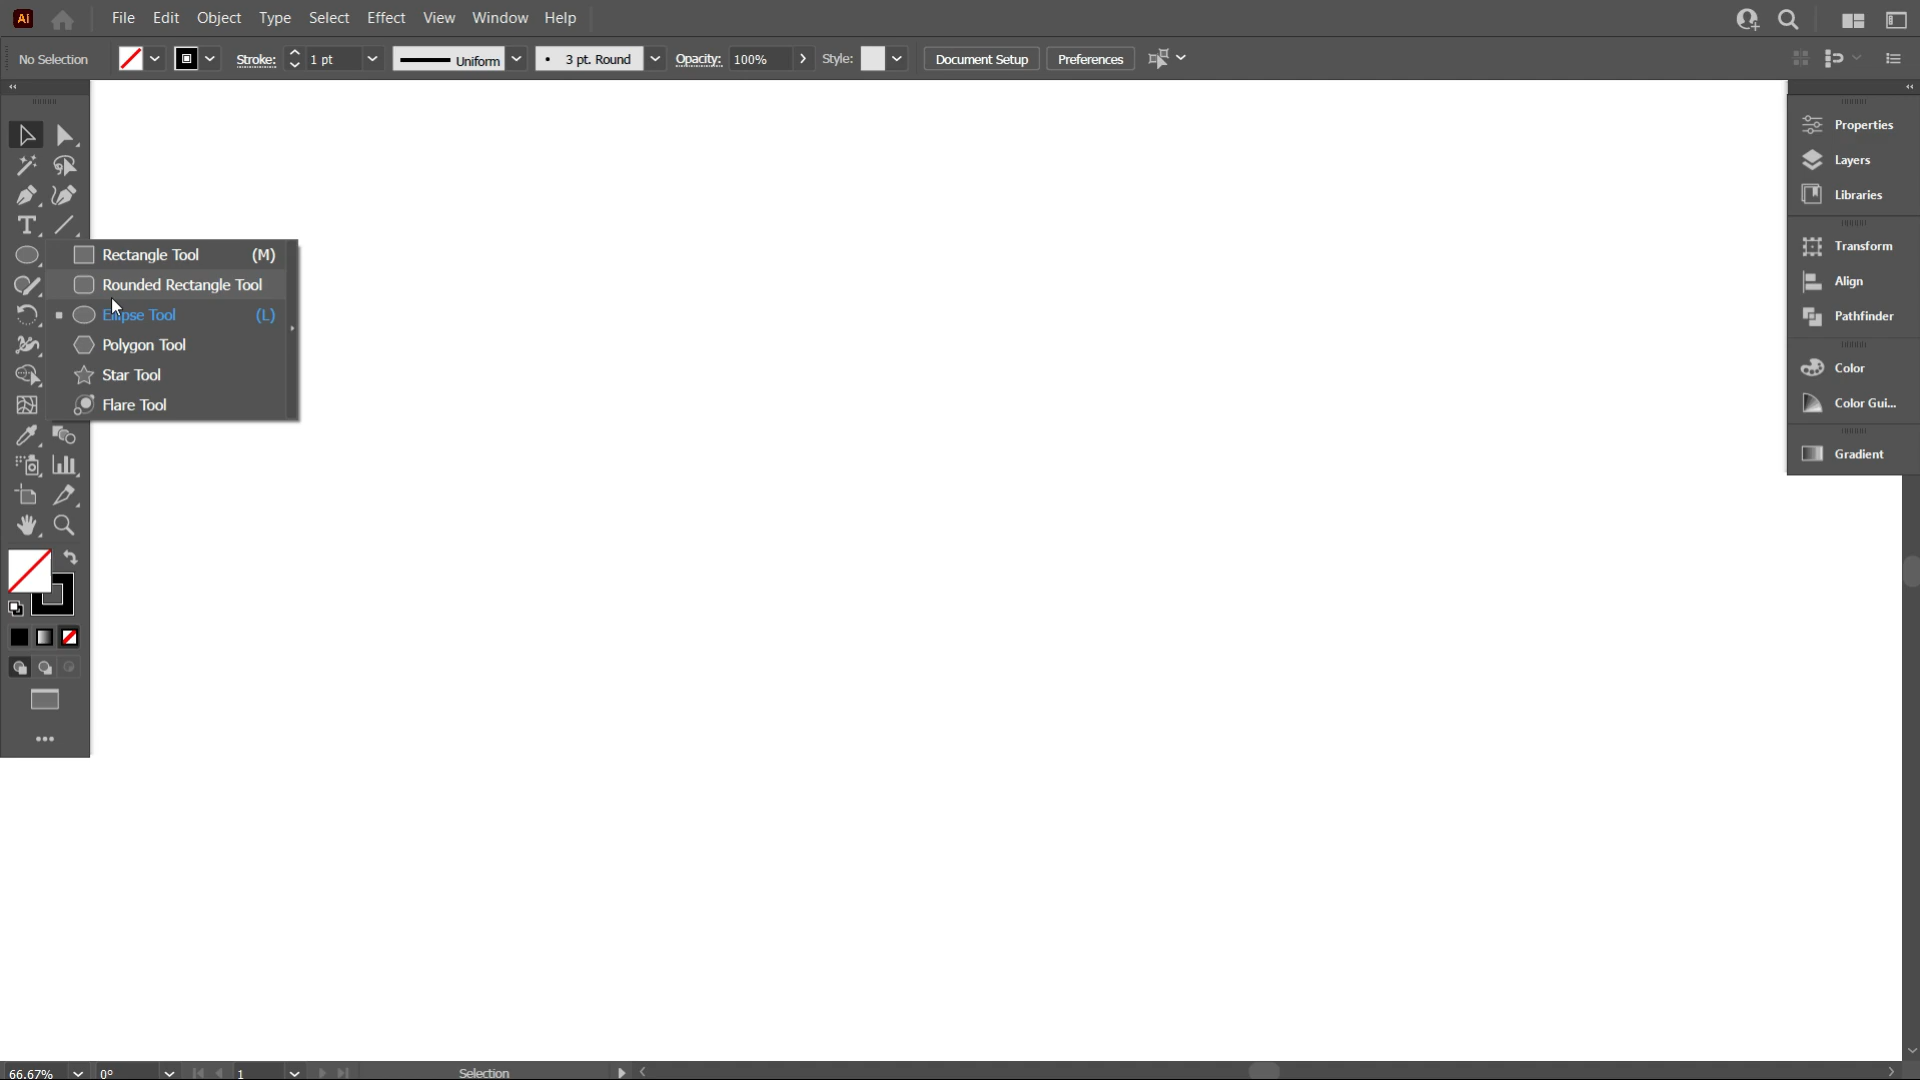 Ai File Edit Object Type Select Effect View Window Help
No Selection Stroke: 1 pt Uniform 3 pt. Round Opacity: 100% Style: Document Setup Preferences
Properties
Layers
Libraries
Transform
Align
Pathfinder
Color
Color Gui...
Gradient
Rectangle Tool (M)
Rounded Rectangle Tool
Ellipse Tool (L)
Polygon Tool
Star Tool
Flare Tool
66.67% 0° 1 Selection